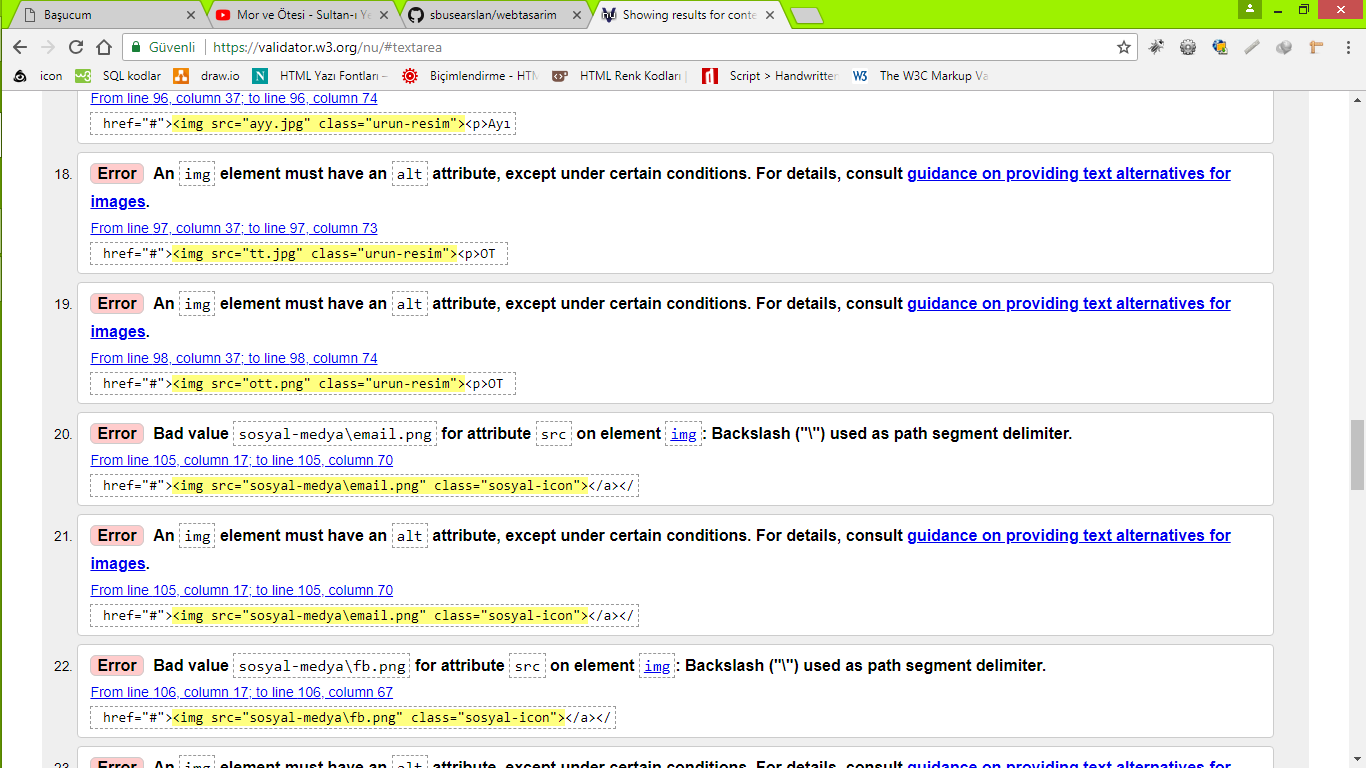 Başucum
Mor ve Ötesi - Sultan-ı Ye
sbusearslan/webtasarim
Showing results for conte
Güvenli
https://validator.w3.org/nu/#textarea
icon
SQL kodlar
draw.io
HTML Yazı Fontları –
Biçimlendirme - HTM
HTML Renk Kodları |
Script > Handwritten
The W3C Markup Va
From line 96, column 37; to line 96, column 74
href="#"><img src="ayy.jpg" class="urun-resim"><p>Ayı
18. Error An img element must have an alt attribute, except under certain conditions. For details, consult guidance on providing text alternatives for
images.
From line 97, column 37; to line 97, column 73
href="#"><img src="tt.jpg" class="urun-resim"><p>OT
19. Error An img element must have an alt attribute, except under certain conditions. For details, consult guidance on providing text alternatives for
images.
From line 98, column 37; to line 98, column 74
href="#"><img src="ott.png" class="urun-resim"><p>OT
20. Error Bad value sosyal-medya\email.png for attribute src on element img: Backslash ("\") used as path segment delimiter.
From line 105, column 17; to line 105, column 70
href="#"><img src="sosyal-medya\email.png" class="sosyal-icon"></a></
21. Error An img element must have an alt attribute, except under certain conditions. For details, consult guidance on providing text alternatives for
images.
From line 105, column 17; to line 105, column 70
href="#"><img src="sosyal-medya\email.png" class="sosyal-icon"></a></
22. Error Bad value sosyal-medya\fb.png for attribute src on element img: Backslash ("\") used as path segment delimiter.
From line 106, column 17; to line 106, column 67
href="#"><img src="sosyal-medya\fb.png" class="sosyal-icon"></a></
23. Error An img element must have an alt attribute, except under certain conditions. For details, consult guidance on providing text alternatives for